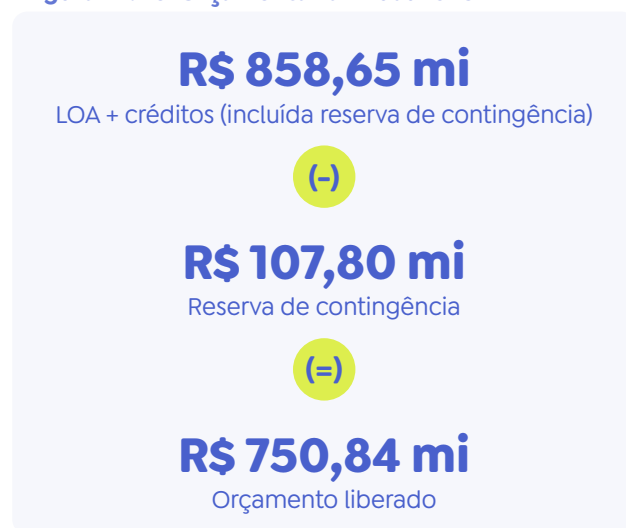 R$ 858,65 mi
LOA + créditos (incluída reserva de contingência)
(-)
R$ 107,80 mi
Reserva de contingência
(=)
R$ 750,84 mi
Orçamento liberado